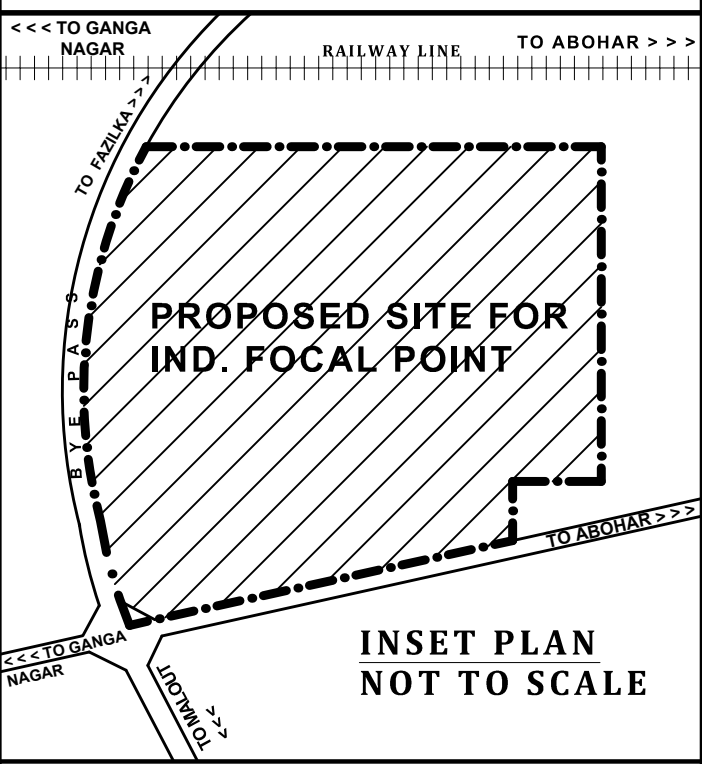 < < < TO GANGA
NAGAR
RAILWAY LINE
TO ABOHAR > > >
TO FAZILKA >>>
BYE PASS
PROPOSED SITE FOR
IND. FOCAL POINT
TO ABOHAR > > >
< < < TO GANGA
NAGAR
TO MALOUT
<<<
INSET PLAN
NOT TO SCALE